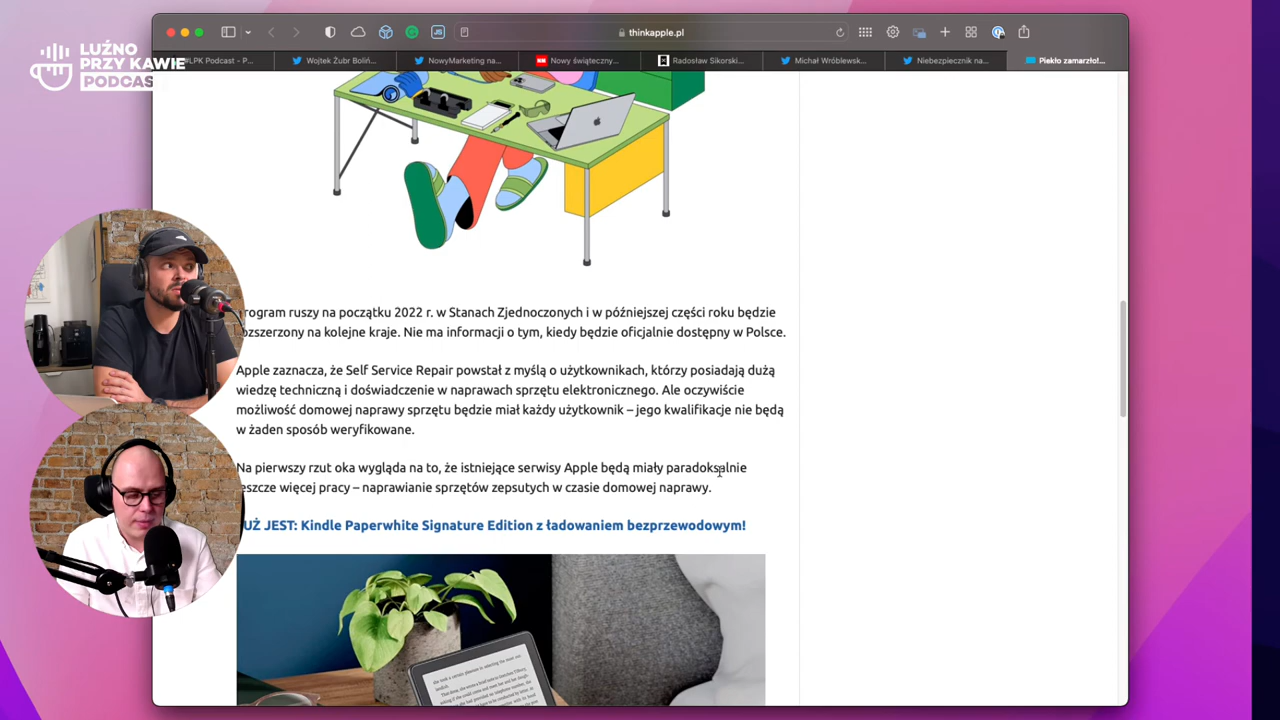 LUŹNO
PRZY KAWIE
PODCAS
thinkapple.pl
#LPK Podcast - P...
Wojtek Żubr Boliń...
NowyMarketing na...
Nowy świąteczny...
Radosław Sikorski...
Michał Wróblewsk...
Niebezpiecznik na...
Piekło zamarzło!...
rogram ruszy na początku 2022 r. w Stanach Zjednoczonych i w późniejszej części roku będzie
ozszerzony na kolejne kraje. Nie ma informacji o tym, kiedy będzie oficjalnie dostępny w Polsce.
Apple zaznacza, że Self Service Repair powstał z myślą o użytkownikach, którzy posiadają dużą
wiedzę techniczną i doświadczenie w naprawach sprzętu elektronicznego. Ale oczywiście
możliwość domowej naprawy sprzętu będzie miał każdy użytkownik – jego kwalifikacje nie będą
w żaden sposób weryfikowane.
Na pierwszy rzut oka wygląda na to, że istniejące serwisy Apple będą miały paradoksalnie
eszcze więcej pracy – naprawianie sprzętów zepsutych w czasie domowej naprawy.
UŻ JEST: Kindle Paperwhite Signature Edition z ładowaniem bezprzewodowym!